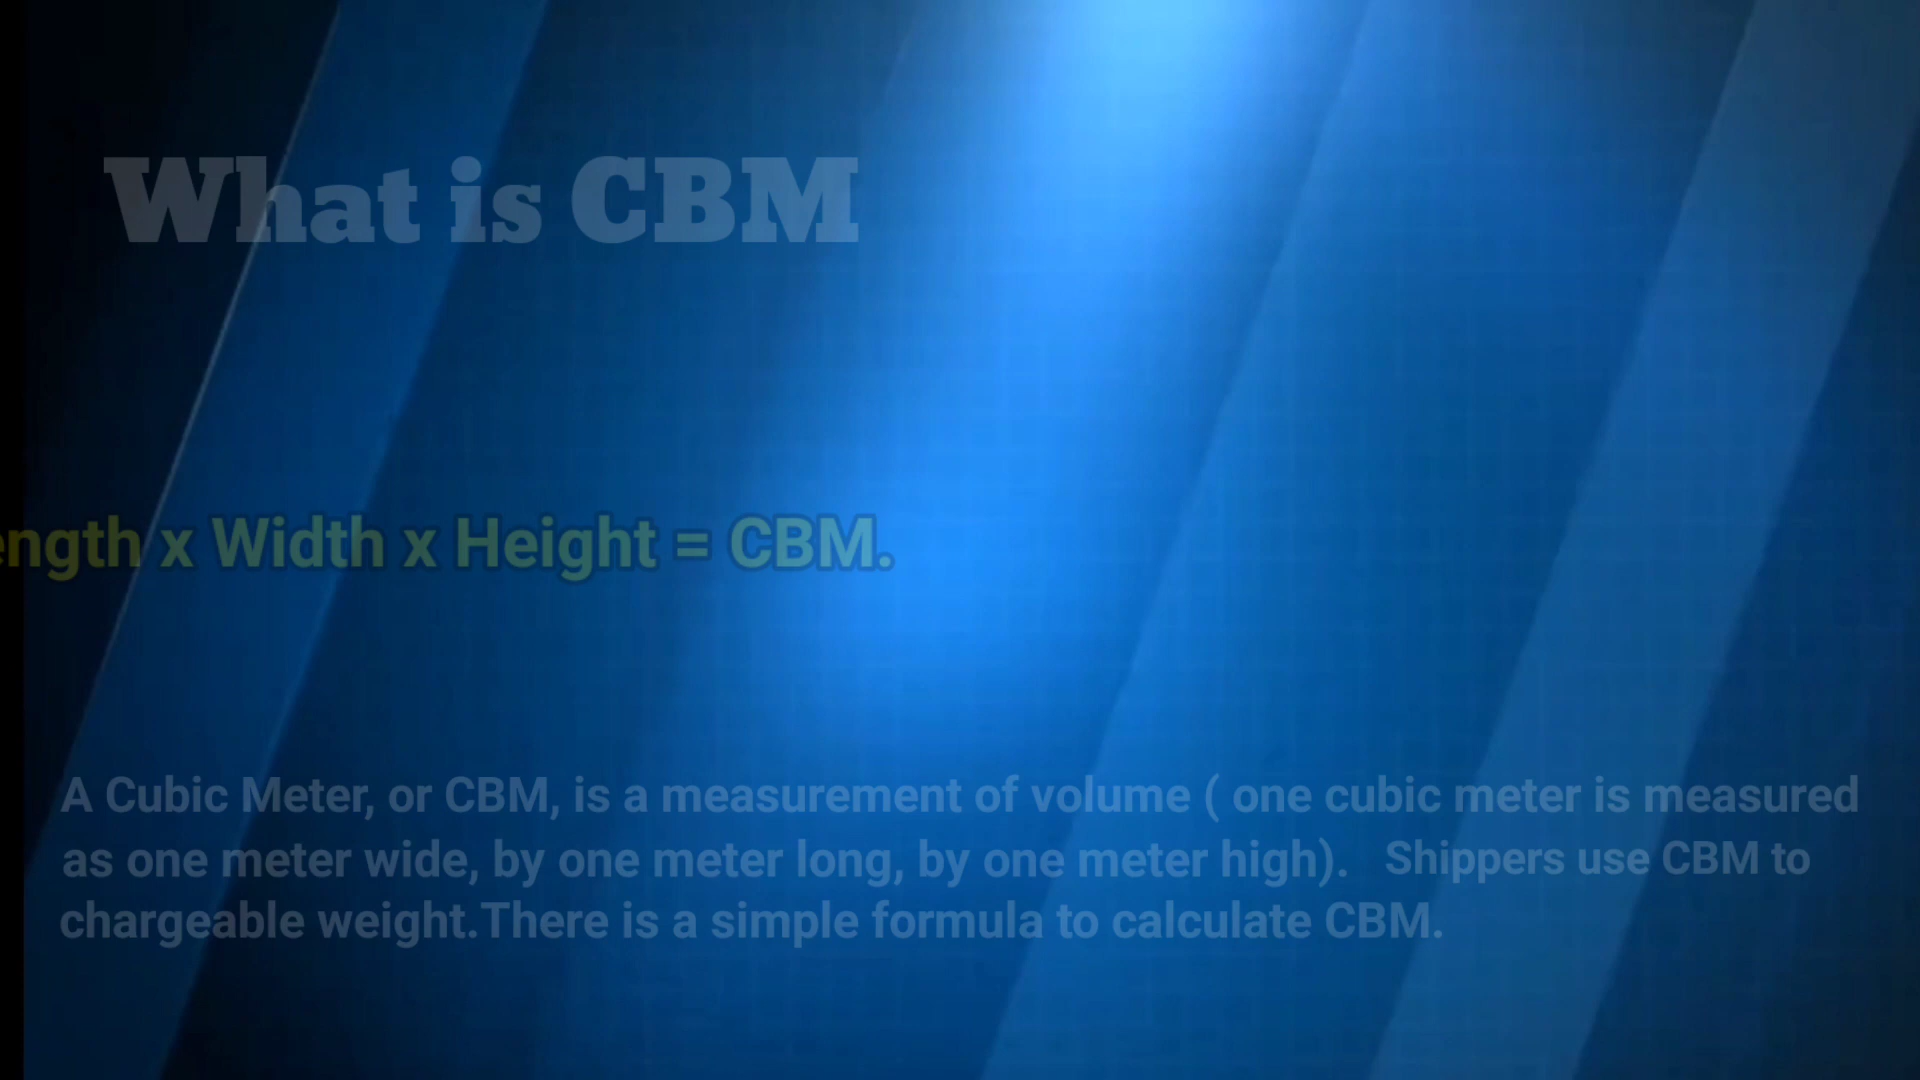 What is CBM
ength x Width x Height = CBM.
A Cubic Meter, or CBM, is a measurement of volume ( one cubic meter is measured
as one meter wide, by one meter long, by one meter high). Shippers use CBM to
chargeable weight.There is a simple formula to calculate CBM.